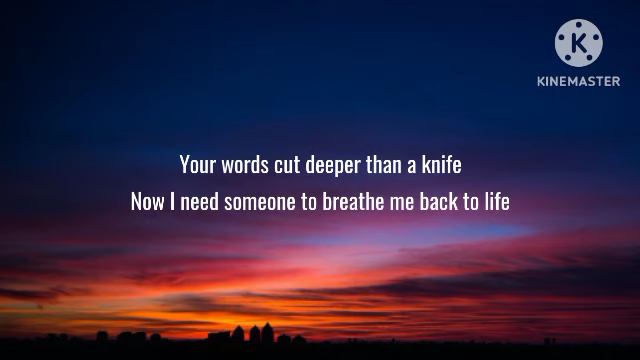 KINEMASTER
Your words cut deeper than a knife
Now I need someone to breathe me back to life